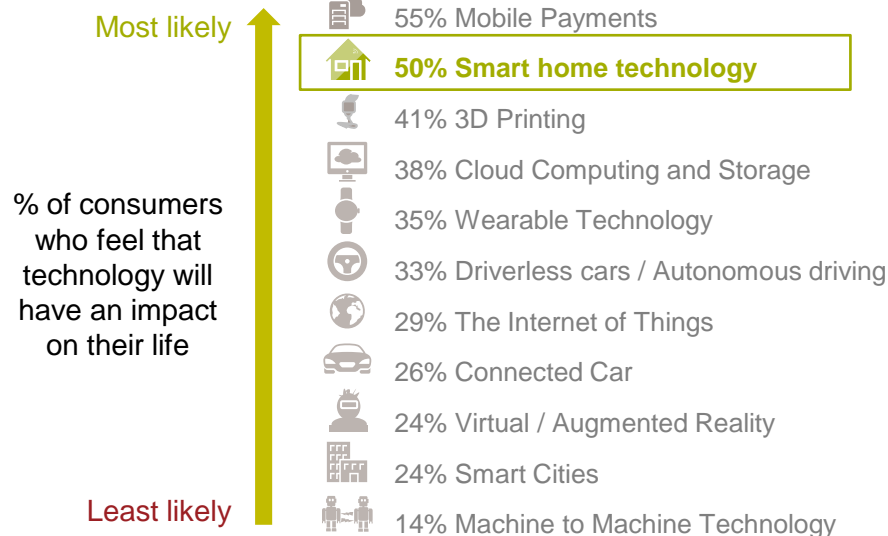 Most likely
55% Mobile Payments
50% Smart home technology
41% 3D Printing
38% Cloud Computing and Storage
35% Wearable Technology
33% Driverless cars / Autonomous driving
29% The Internet of Things
26% Connected Car
24% Virtual / Augmented Reality
24% Smart Cities
14% Machine to Machine Technology
% of consumers
who feel that
technology will
have an impact
on their life
Least likely